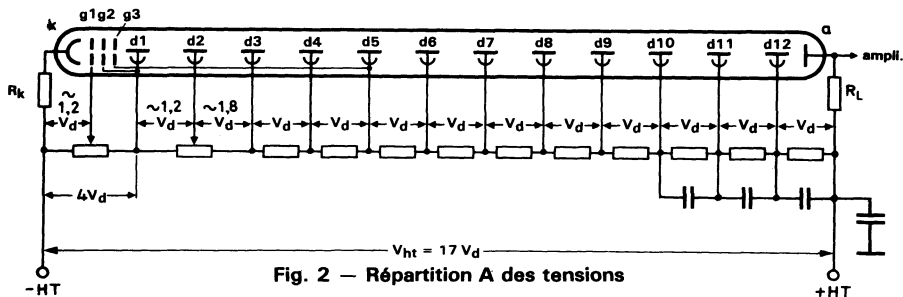 k g1 g2 g3 d1 d2 d3 d4 d5 d6 d7 d8 d9 d10 d11 d12 a
ampli.
Rk ~1,2 Vd ~1,2 Vd ~1,8 Vd Vd Vd Vd Vd Vd Vd Vd Vd Vd Vd RL
4Vd
Vht = 17 Vd
Fig. 2 — Répartition A des tensions
-HT +HT